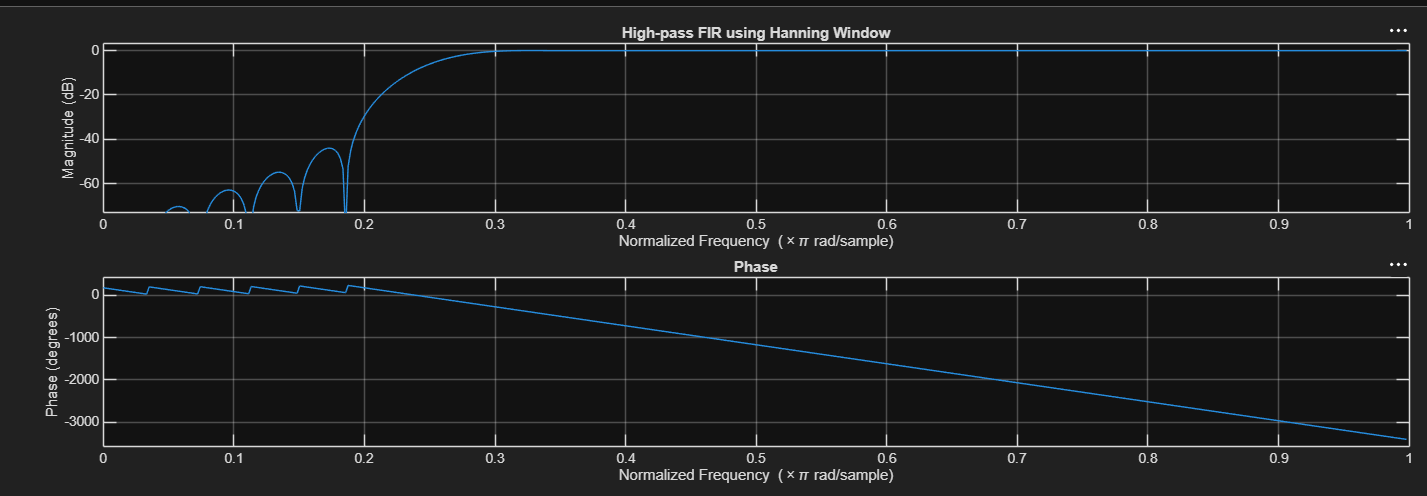 High-pass FIR using Hanning Window
0
-20
-40
-60
Magnitude (dB)
0 0.1 0.2 0.3 0.4 0.5 0.6 0.7 0.8 0.9 1
Normalized Frequency (×π rad/sample)
Phase
0
-1000
-2000
-3000
Phase (degrees)
0 0.1 0.2 0.3 0.4 0.5 0.6 0.7 0.8 0.9 1
Normalized Frequency (×π rad/sample)